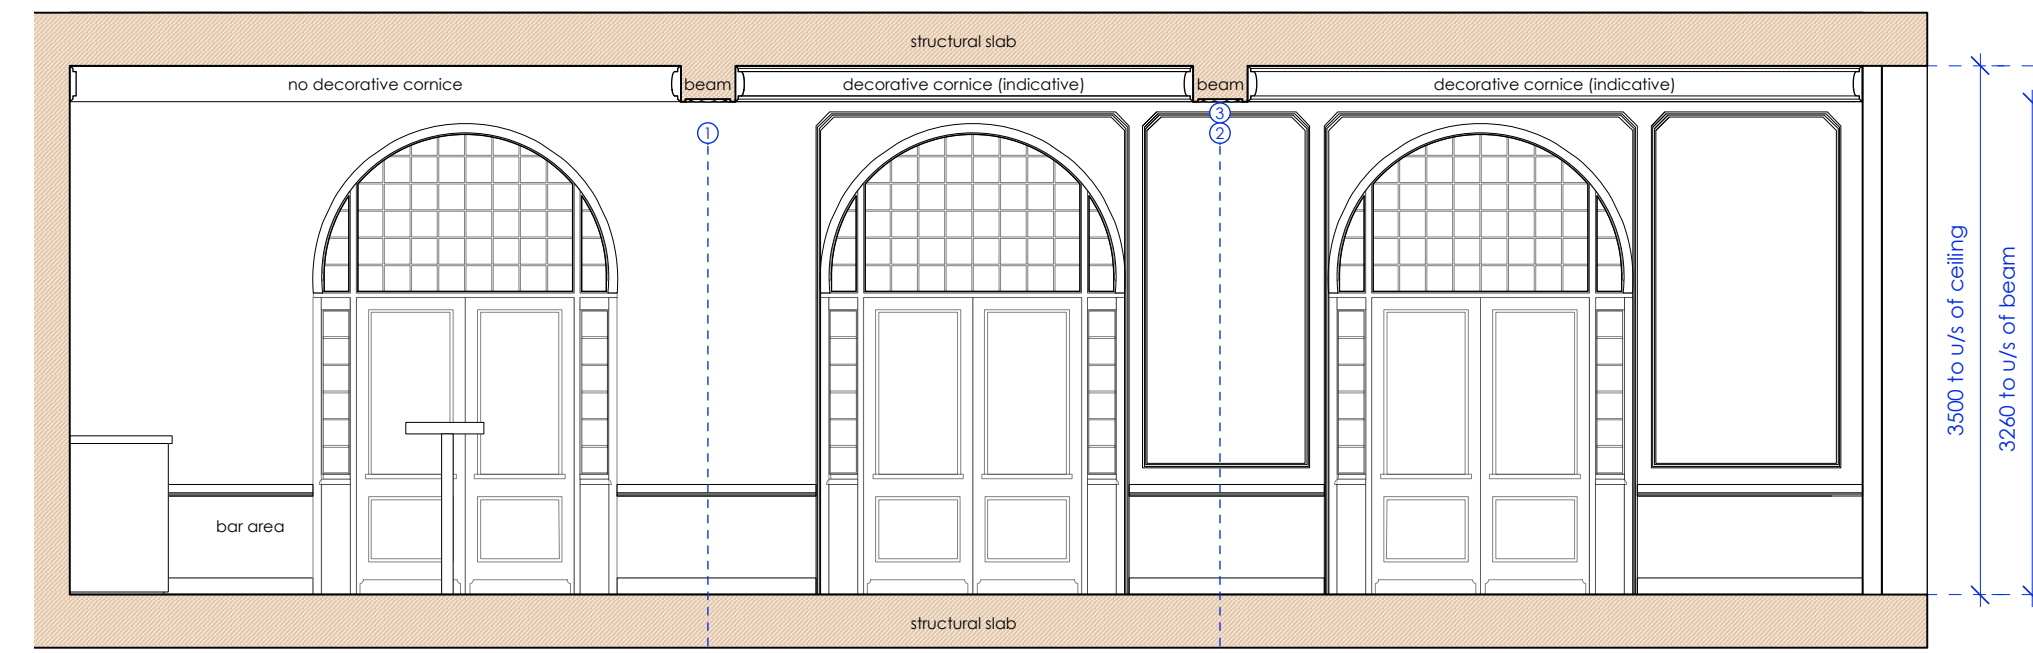 structural slab
no decorative cornice
beam
decorative cornice (indicative)
beam
decorative cornice (indicative)
1
3
2
3500 to u/s of ceiling
3260 to u/s of beam
bar area
structural slab